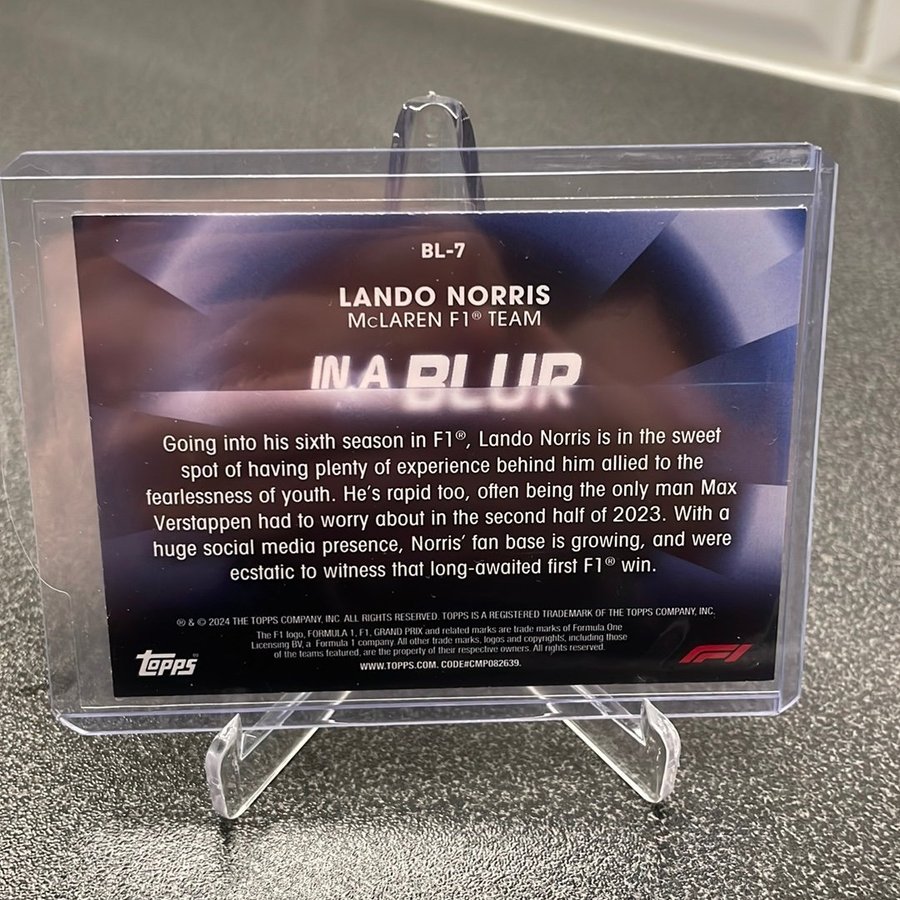 BL-7
LANDO NORRIS
McLAREN F1® TEAM
IN A BLUR
Going into his sixth season in F1®, Lando Norris is in the sweet
spot of having plenty of experience behind him allied to the
fearlessness of youth. He's rapid too, often being the only man Max
Verstappen had to worry about in the second half of 2023. With a
huge social media presence, Norris' fan base is growing, and were
ecstatic to witness that long-awaited first F1® win.
® & © 2024 THE TOPPS COMPANY, INC. ALL RIGHTS RESERVED. TOPPS IS A REGISTERED TRADEMARK OF THE TOPPS COMPANY, INC.
The F1 logo, FORMULA 1, F1, GRAND PRIX and related marks are trade marks of Formula One
Licensing BV, a Formula 1 company. All other trade marks, logos and copyrights, including those
of the teams featured, are the property of their respective owners. All rights reserved.
WWW.TOPPS.COM. CODE#CMP082639.
topps
F1